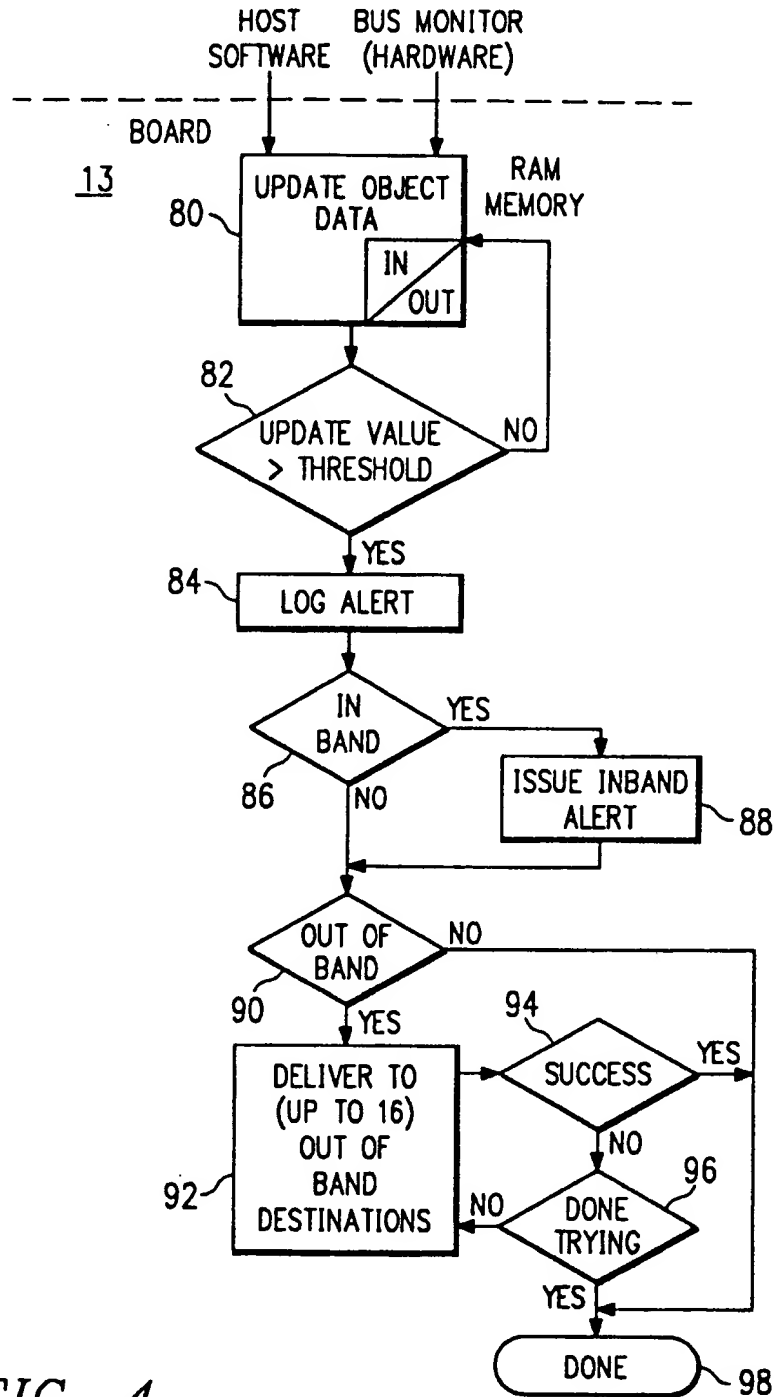 HOST
SOFTWARE
BUS MONITOR
(HARDWARE)
BOARD
13
RAM
MEMORY
80
UPDATE OBJECT
DATA
IN
OUT
82
UPDATE VALUE
> THRESHOLD
NO
YES
84
LOG ALERT
IN
BAND
YES
86
NO
ISSUE INBAND
ALERT
88
OUT OF
BAND
NO
90
YES
94
DELIVER TO
(UP TO 16)
OUT OF
BAND
DESTINATIONS
92
SUCCESS
YES
NO
96
NO
DONE
TRYING
YES
DONE
98
FIG. 4